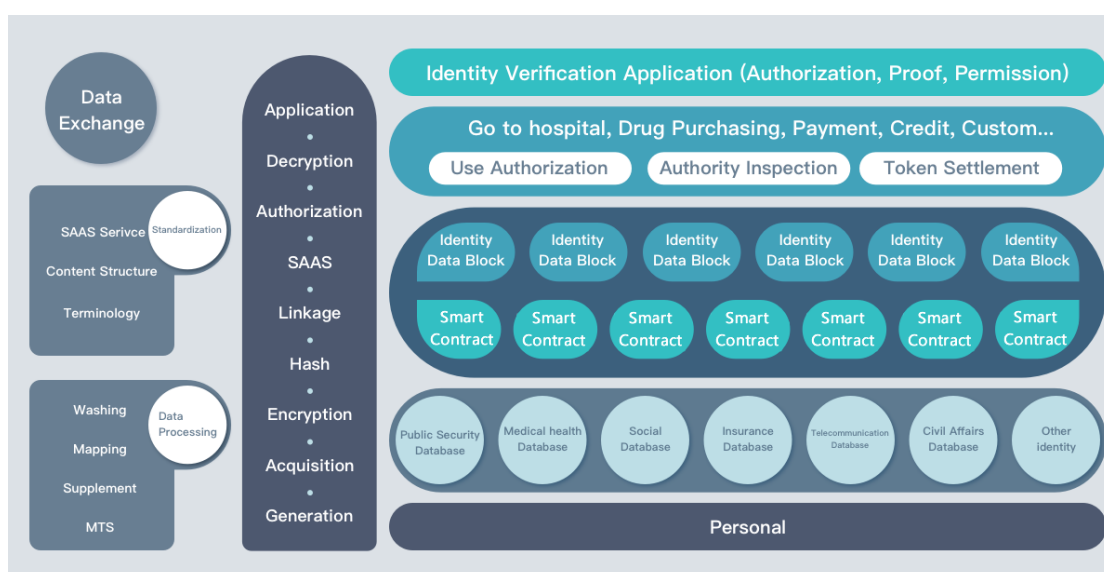 Data
Exchange
SAAS Serivce
Content Structure
Terminology
Standardization
Washing
Mapping
Supplement
MTS
Data
Processing
Application
Decryption
Authorization
SAAS
Linkage
Hash
Encryption
Acquisition
Generation
Identity Verification Application (Authorization, Proof, Permission)
Go to hospital, Drug Purchasing, Payment, Credit, Custom...
Use Authorization
Authority Inspection
Token Settlement
Identity
Data Block
Identity
Data Block
Identity
Data Block
Identity
Data Block
Identity
Data Block
Identity
Data Block
Smart
Contract
Smart
Contract
Smart
Contract
Smart
Contract
Smart
Contract
Smart
Contract
Smart
Contract
Public Security
Database
Medical health
Database
Social
Database
Insurance
Database
Telecommunication
Database
Civil Affairs
Database
Other
identity
Personal